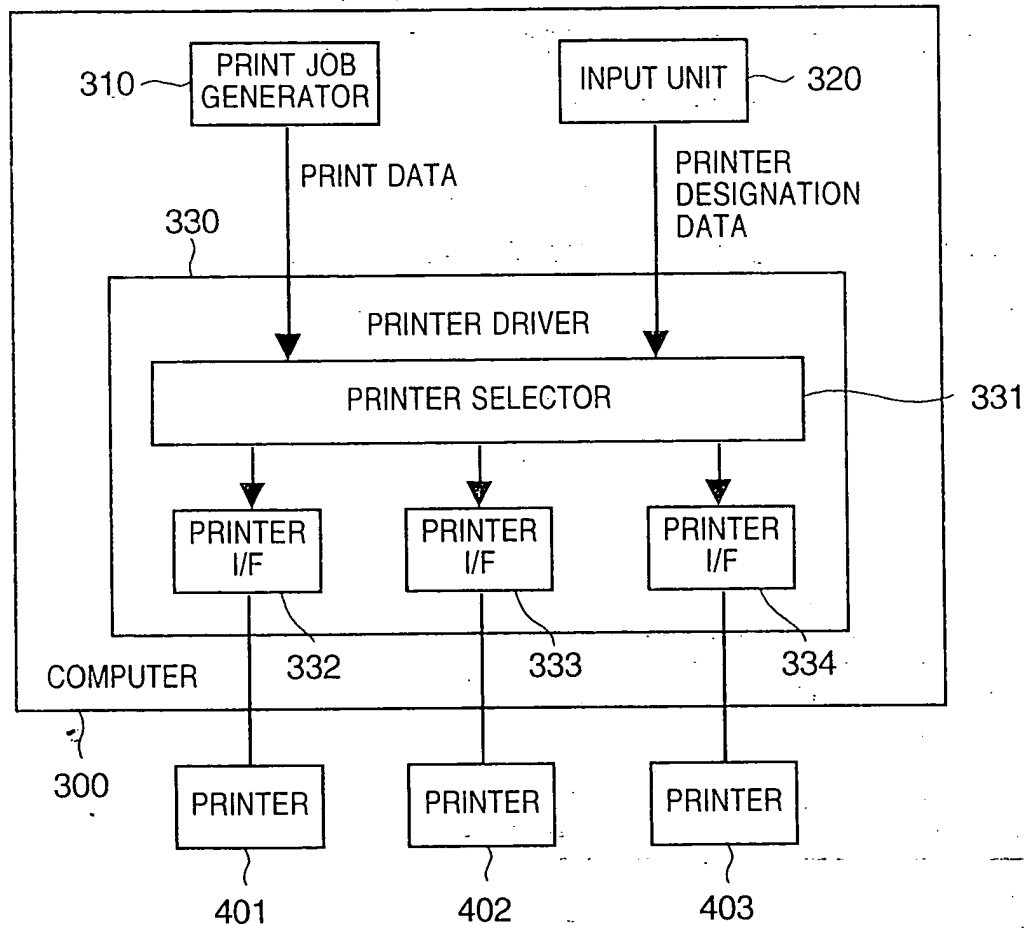 310
PRINT JOB
GENERATOR
INPUT UNIT
320
PRINT DATA
PRINTER
DESIGNATION
DATA
330
PRINTER DRIVER
PRINTER SELECTOR
331
PRINTER
I/F
PRINTER
I/F
PRINTER
I/F
332
333
334
COMPUTER
300
PRINTER
PRINTER
PRINTER
401
402
403